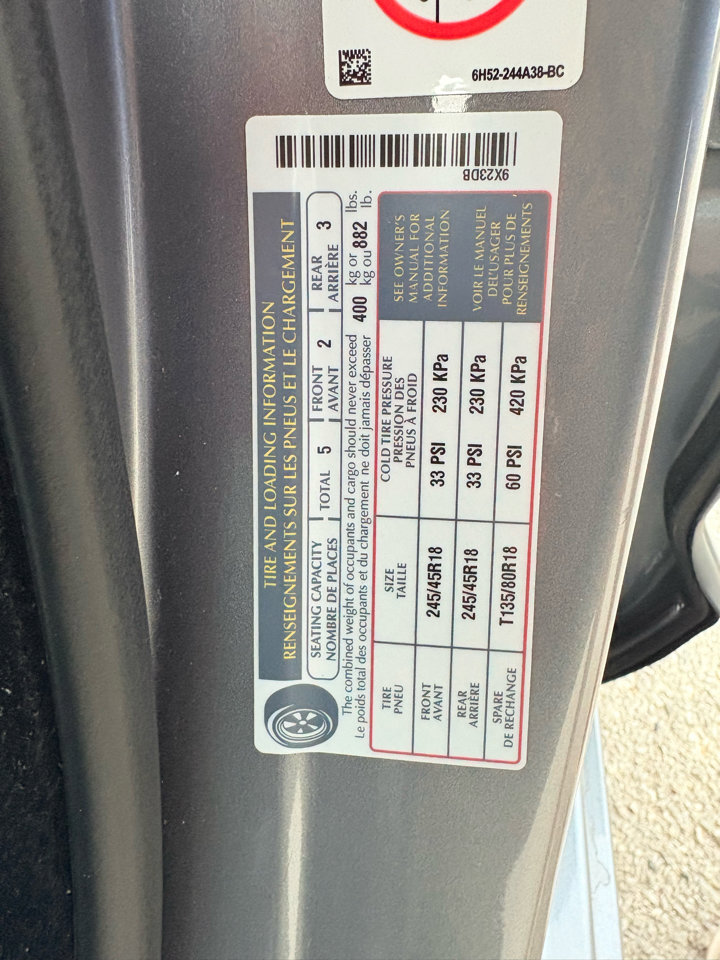 6H52-244A38-BC
9X23DB
TIRE AND LOADING INFORMATION
RENSEIGNEMENTS SUR LES PNEUS ET LE CHARGEMENT
SEATING CAPACITY
NOMBRE DE PLACES
TOTAL 5
FRONT
AVANT 2
REAR
ARRIÈRE 3
The combined weight of occupants and cargo should never exceed 400 kg or 882 lbs.
Le poids total des occupants et du chargement ne doit jamais dépasser kg ou lb.
TIRE
PNEU
SIZE
TAILLE
COLD TIRE PRESSURE
PRESSION DES
PNEUS À FROID
FRONT
AVANT
245/45R18
33 PSI 230 KPa
REAR
ARRIÈRE
245/45R18
33 PSI 230 KPa
SPARE
DE RECHANGE
T135/80R18
60 PSI 420 KPa
SEE OWNER'S
MANUAL FOR
ADDITIONAL
INFORMATION
VOIR LE MANUEL
DE L'USAGER
POUR PLUS DE
RENSEIGNEMENTS